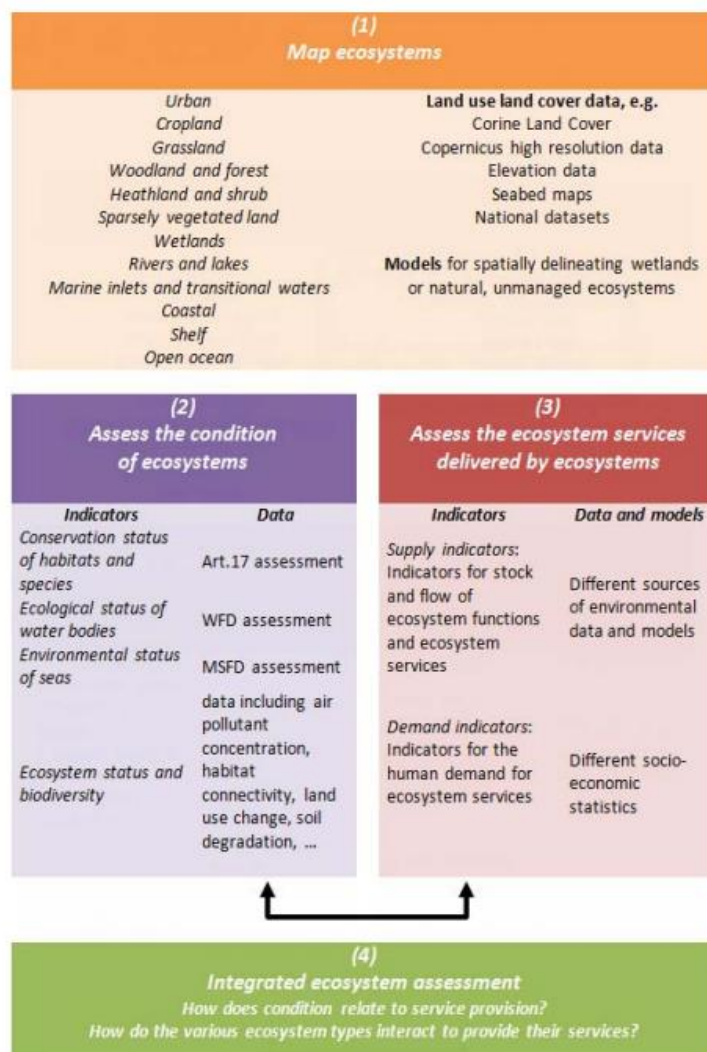 (1)
Map ecosystems
Urban
Cropland
Grassland
Woodland and forest
Heathland and shrub
Sparsely vegetated land
Wetlands
Rivers and lakes
Marine inlets and transitional waters
Coastal
Shelf
Open ocean
Land use land cover data, e.g.
Corine Land Cover
Copernicus high resolution data
Elevation data
Seabed maps
National datasets
Models for spatially delineating wetlands
or natural, unmanaged ecosystems
(2)
Assess the condition
of ecosystems
Indicators
Data
Conservation status
of habitats and
species
Art.17 assessment
Ecological status of
water bodies
WFD assessment
Environmental status
of seas
MSFD assessment
Ecosystem status and
biodiversity
data including air
pollutant
concentration,
habitat
connectivity, land
use change, soil
degradation, ...
(3)
Assess the ecosystem services
delivered by ecosystems
Indicators
Data and models
Supply indicators:
Indicators for stock
and flow of
ecosystem functions
and ecosystem
services
Different sources
of environmental
data and models
Demand indicators:
Indicators for the
human demand for
ecosystem services
Different socio-
economic
statistics
(4)
Integrated ecosystem assessment
How does condition relate to service provision?
How do the various ecosystem types interact to provide their services?